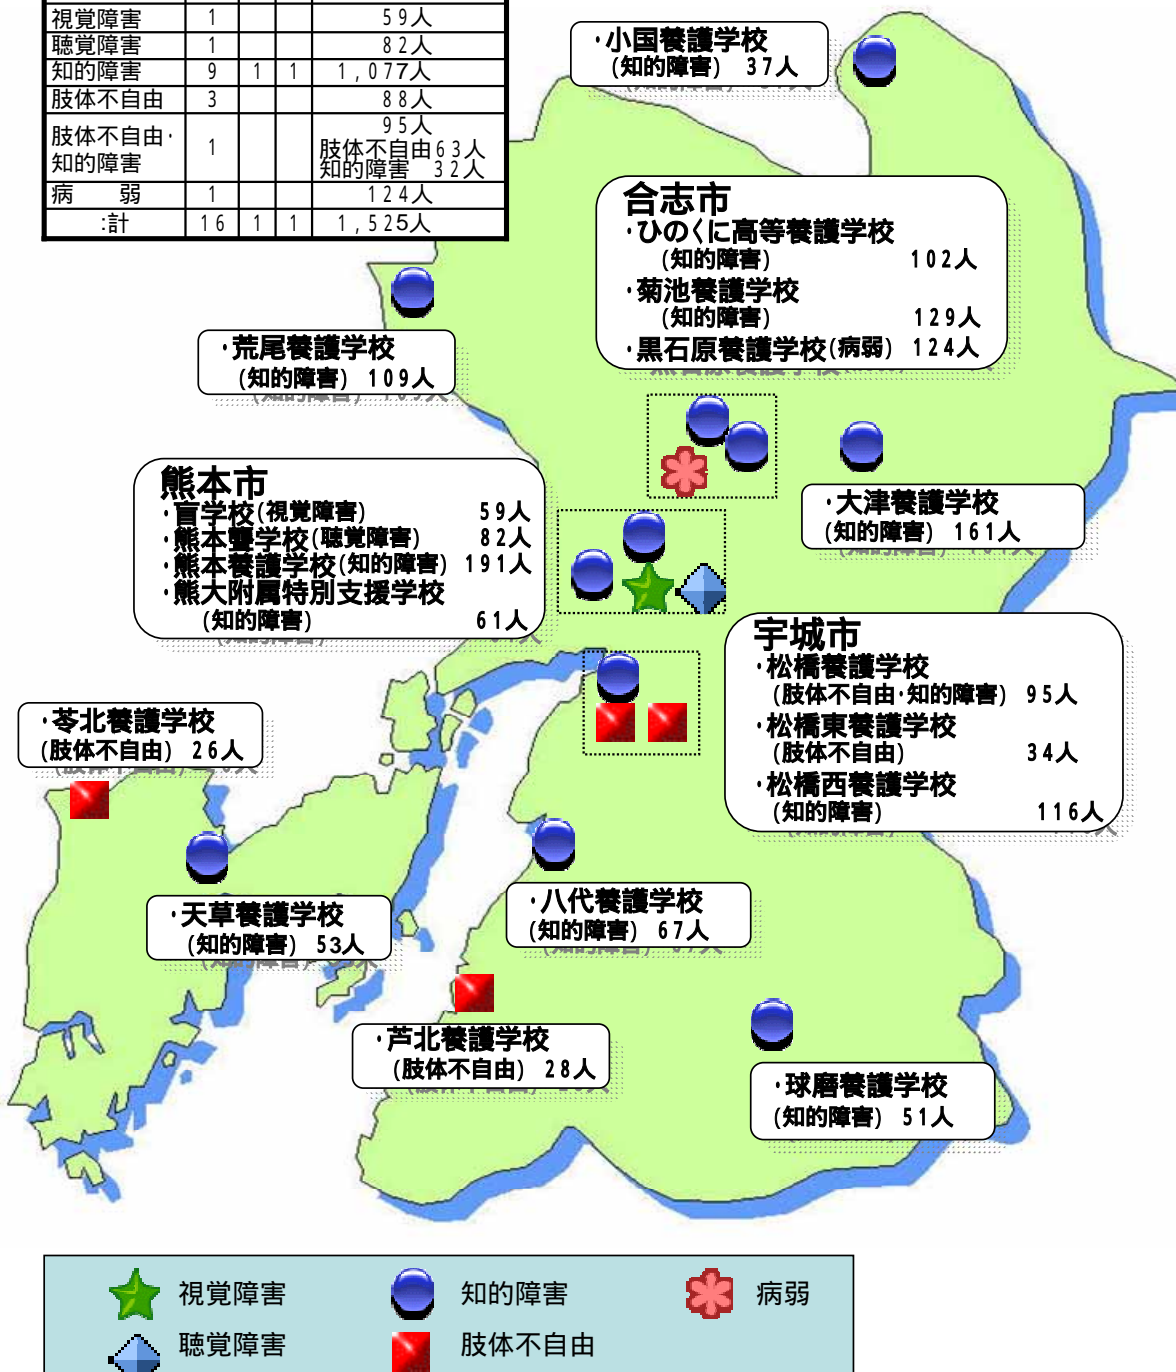 視覚障害 1 59人
聴覚障害 1 82人
知的障害 9 1 1 1,077人
肢体不自由 3 88人
肢体不自由・知的障害 1 95人
肢体不自由63人
知的障害 32人
病 弱 1 124人
:計 16 1 1 1,525人
・小国養護学校
(知的障害) 37人
合志市
・ひのくに高等養護学校
(知的障害) 102人
・菊池養護学校
(知的障害) 129人
・黒石原養護学校(病弱) 124人
・荒尾養護学校
(知的障害) 109人
熊本市
・盲学校(視覚障害) 59人
・熊本聾学校(聴覚障害) 82人
・熊本養護学校(知的障害) 191人
・熊大附属特別支援学校
(知的障害) 61人
・大津養護学校
(知的障害) 161人
宇城市
・松橋養護学校
(肢体不自由・知的障害) 95人
・松橋東養護学校
(肢体不自由) 34人
・松橋西養護学校
(知的障害) 116人
・苓北養護学校
(肢体不自由) 26人
・天草養護学校
(知的障害) 53人
・八代養護学校
(知的障害) 67人
・芦北養護学校
(肢体不自由) 28人
・球磨養護学校
(知的障害) 51人
視覚障害 知的障害 病弱
聴覚障害 肢体不自由